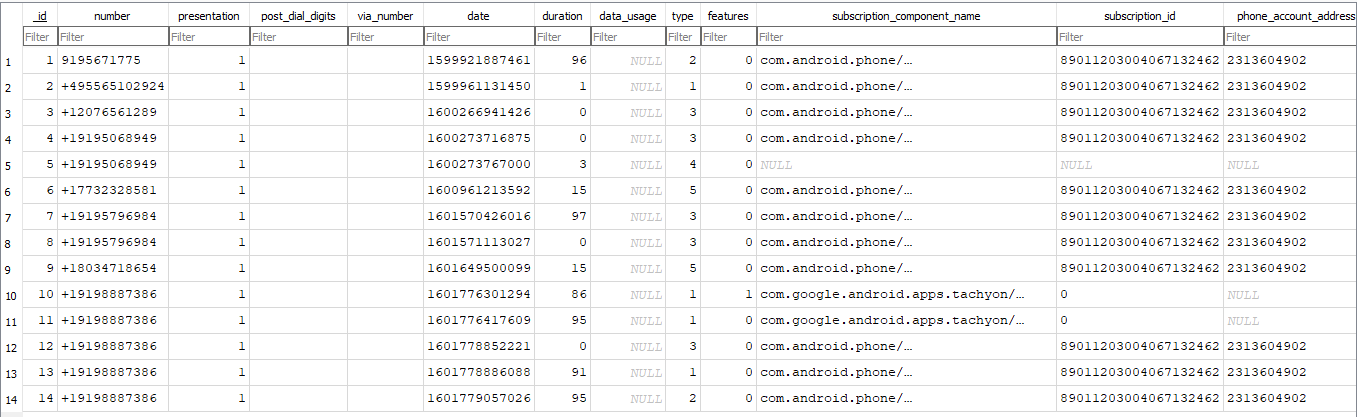 _id number presentation post_dial_digits via_number date duration data_usage type features subscription_component_name subscription_id phone_account_address
Filter Filter Filter Filter Filter Filter Filter Filter Filter Filter Filter Filter Filter
1 1 9195671775 1 1599921887461 96 NULL 2 0 com.android.phone/… 89011203004067132462 2313604902
2 2 +495565102924 1 1599961131450 1 NULL 1 0 com.android.phone/… 89011203004067132462 2313604902
3 3 +12076561289 1 1600266941426 0 NULL 3 0 com.android.phone/… 89011203004067132462 2313604902
4 4 +19195068949 1 1600273716875 0 NULL 3 0 com.android.phone/… 89011203004067132462 2313604902
5 5 +19195068949 1 1600273767000 3 NULL 4 0 NULL NULL NULL
6 6 +17732328581 1 1600961213592 15 NULL 5 0 com.android.phone/… 89011203004067132462 2313604902
7 7 +19195796984 1 1601570426016 97 NULL 3 0 com.android.phone/… 89011203004067132462 2313604902
8 8 +19195796984 1 1601571113027 0 NULL 3 0 com.android.phone/… 89011203004067132462 2313604902
9 9 +18034718654 1 1601649500099 15 NULL 5 0 com.android.phone/… 89011203004067132462 2313604902
10 10 +19198887386 1 1601776301294 86 NULL 1 1 com.google.android.apps.tachyon/… 0 NULL
11 11 +19198887386 1 1601776417609 95 NULL 1 0 com.google.android.apps.tachyon/… 0 NULL
12 12 +19198887386 1 1601778852221 0 NULL 3 0 com.android.phone/… 89011203004067132462 2313604902
13 13 +19198887386 1 1601778886088 91 NULL 1 0 com.android.phone/… 89011203004067132462 2313604902
14 14 +19198887386 1 1601779057026 95 NULL 2 0 com.android.phone/… 89011203004067132462 2313604902